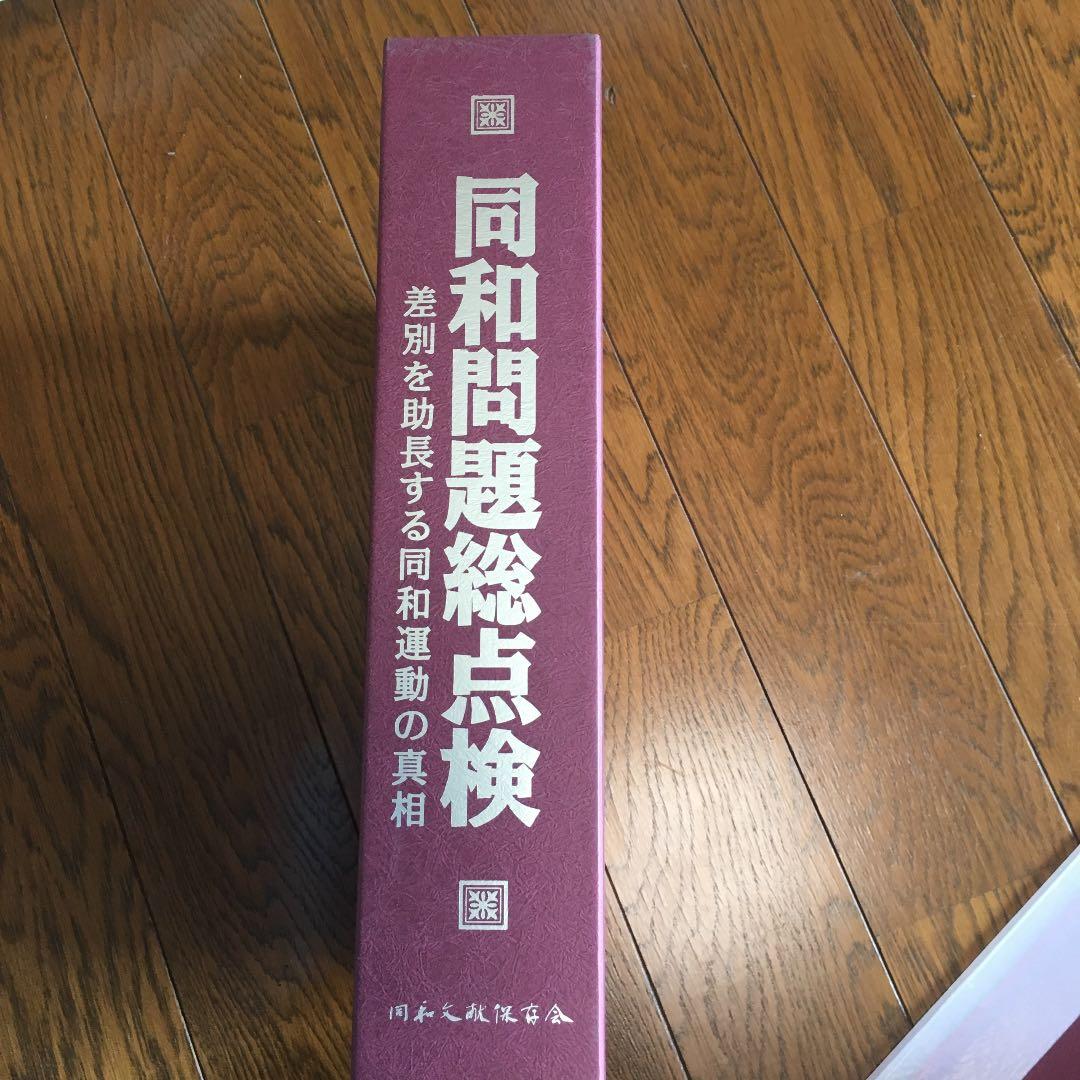 同和問題総点検
差別を助長する同和運動の真相
同和文献保存会